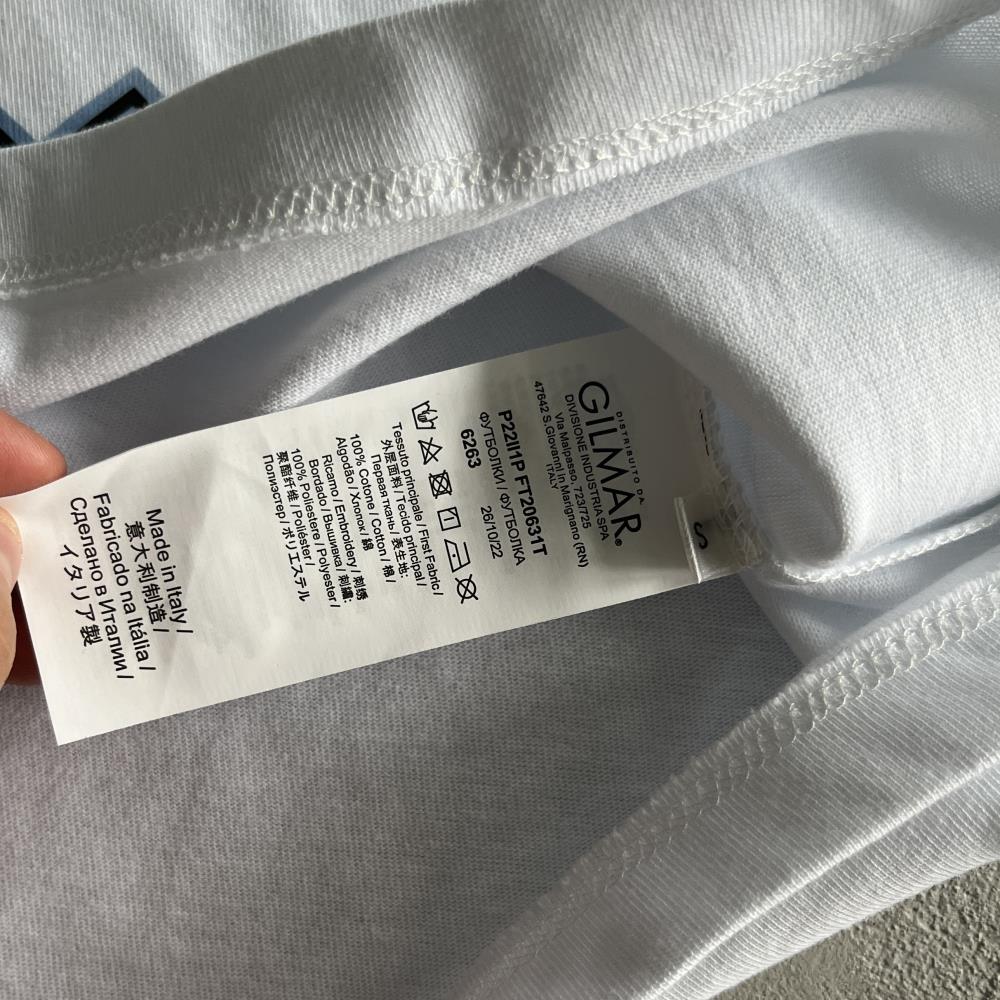 S
DISTRIBUITO DA:
GILMAR®
DIVISIONE INDUSTRIA SPA
Via Malpasso, 723/725
47842 S.Giovanni in Marignano (RN)
ITALY
P22I1P FT20631T
ФУТБОЛКИ / ФУТБОЛКА
6263 26/10/22
Tessuto principale / First Fabric /
外层面料 / Tecido principal /
Первая ткань / 表生地:
100% Cotone / Cotton / 棉 /
Algodão / Хлопок / 綿
Ricamo / Embroidery / 刺绣
Bordado / Вышивка / 刺繍:
100% Poliestere / Polyester /
聚酯纤维 / Poliéster /
Полиэстер / ポリエステル
Made in Italy /
意大利制造 /
Fabricado na Itália /
Сделано в Италии /
イタリア製